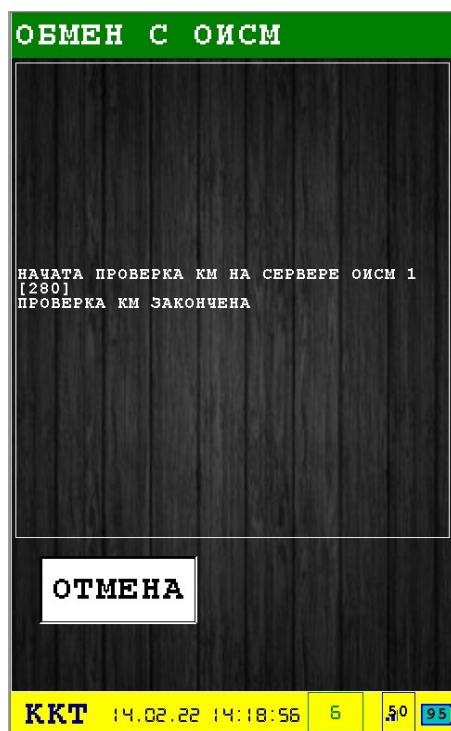 ОБМЕН С ОИСМ
НАЧАТА ПРОВЕРКА КМ НА СЕРВЕРЕ ОИСМ 1
[280]
ПРОВЕРКА КМ ЗАКОНЧЕНА
ОТМЕНА
ККТ 14.02.22 14:18:56 Б 50 95